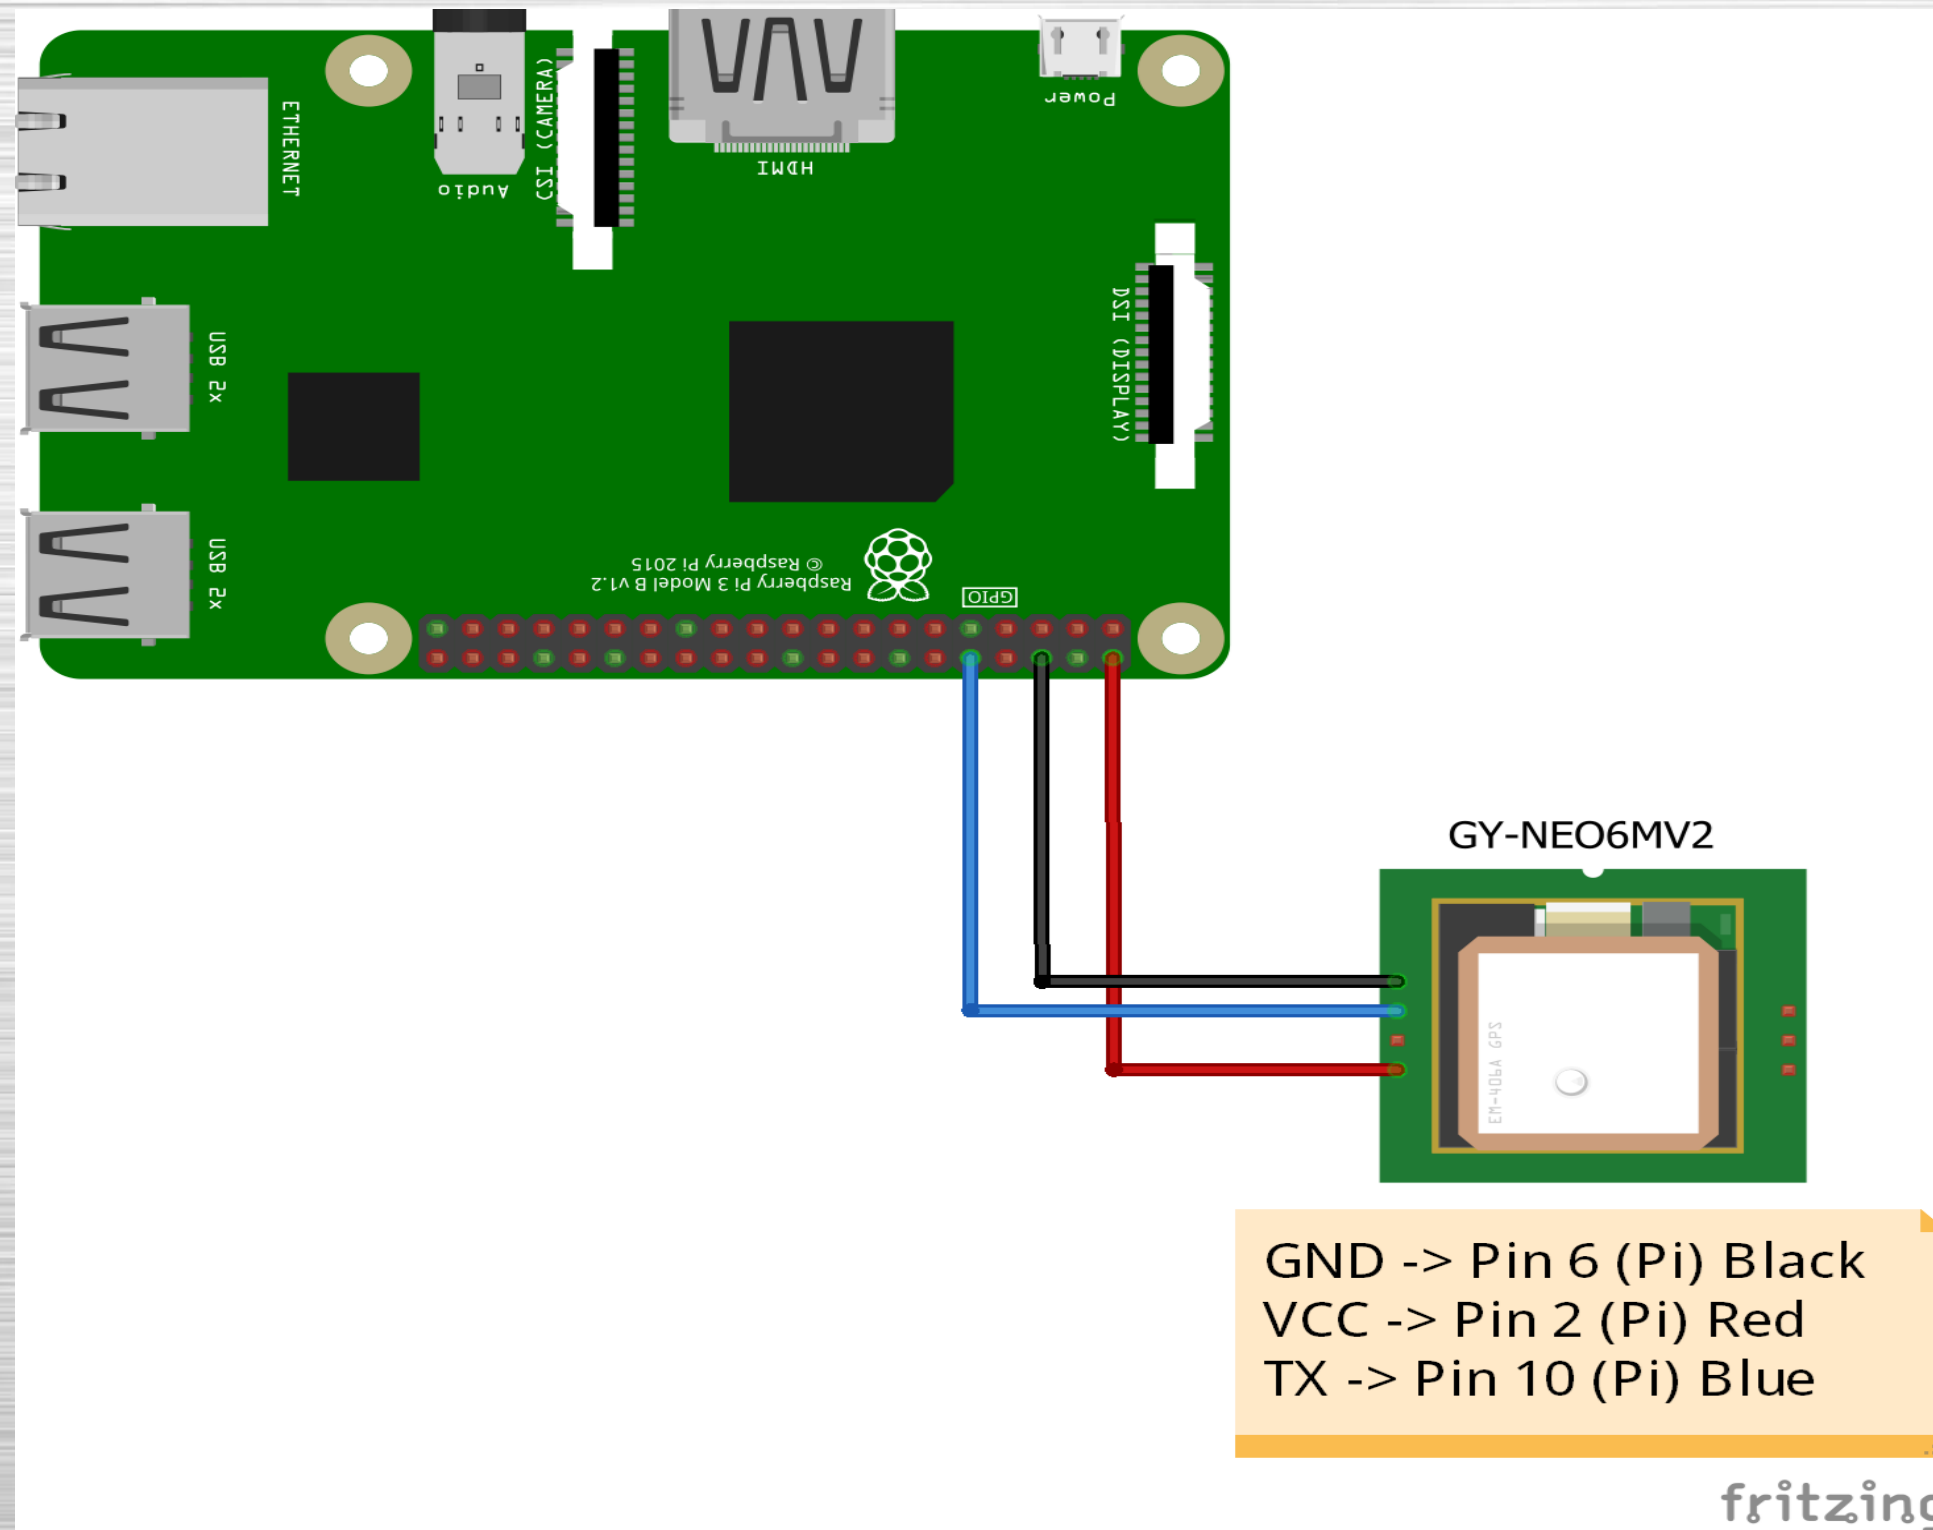 Power
ETHERNET
Audio
CSI (CAMERA)
HDMI
DSI (DISPLAY)
USB 2x
USB 2x
© Raspberry Pi 2015
Raspberry Pi 3 Model B v1.2
GPIO
GY-NEO6MV2
EM-406A GPS
GND -> Pin 6 (Pi) Black
VCC -> Pin 2 (Pi) Red
TX -> Pin 10 (Pi) Blue